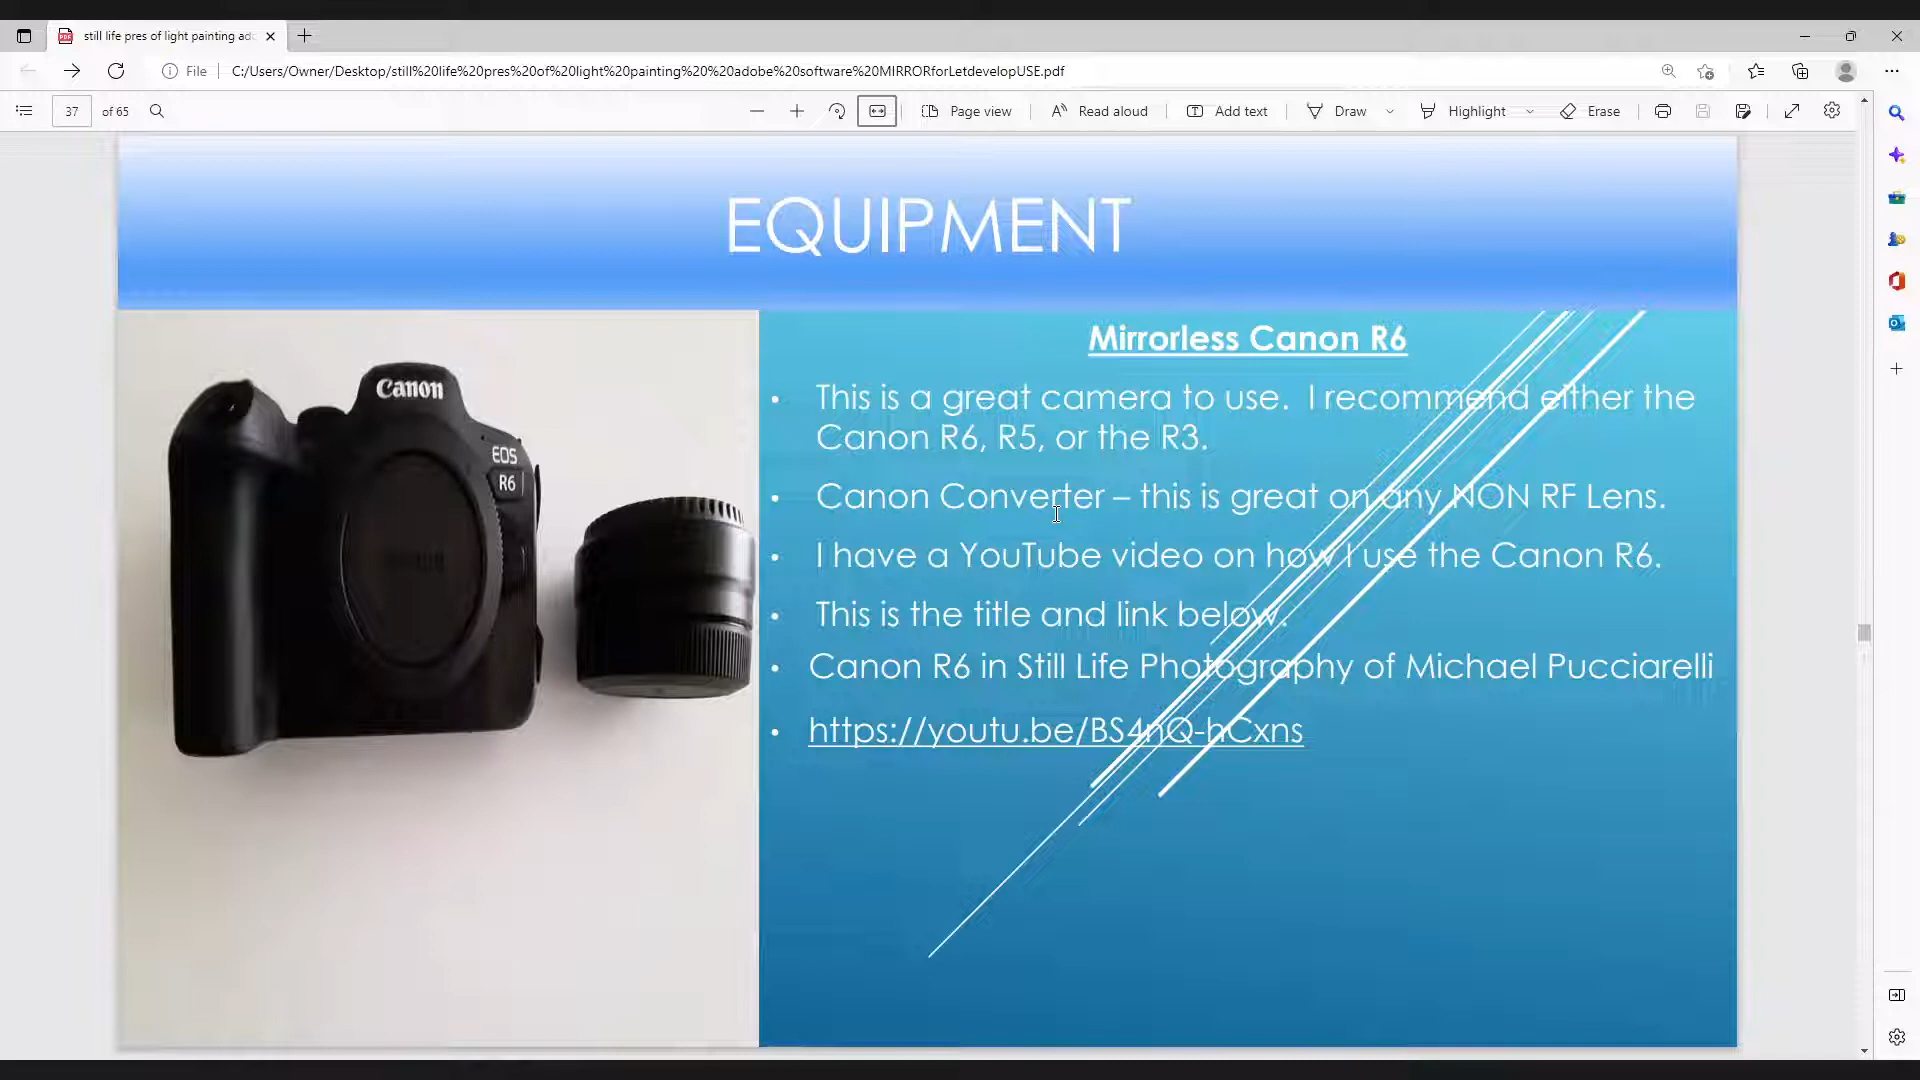 still life pres of light painting ad
File
C:/Users/Owner/Desktop/still%20life%20pres%20of%20light%20painting%20%20adobe%20software%20MIRRORforLetdevelopUSE.pdf
37 of 65
Page view
Read aloud
Add text
Draw
Highlight
Erase
EQUIPMENT
Canon
EOS
R6
Mirrorless Canon R6
• This is a great camera to use.  I recommend either the
Canon R6, R5, or the R3.
• Canon Converter – this is great on any NON RF Lens.
• I have a YouTube video on how I use the Canon R6.
• This is the title and link below.
• Canon R6 in Still Life Photography of Michael Pucciarelli
• https://youtu.be/BS4nQ-hCxns